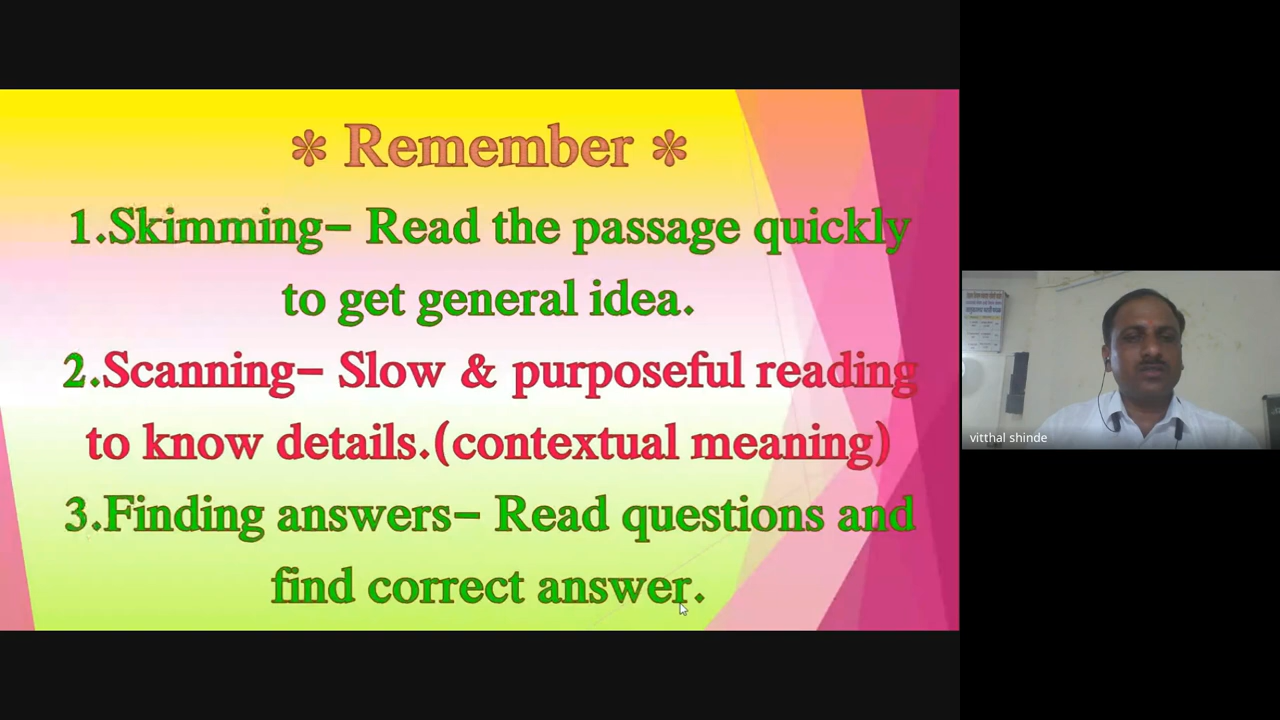 * Remember *
1.Skimming- Read the passage quickly
to get general idea.
2.Scanning- Slow & purposeful reading
to know details.(contextual meaning)
3.Finding answers- Read questions and
find correct answer.
vitthal shinde